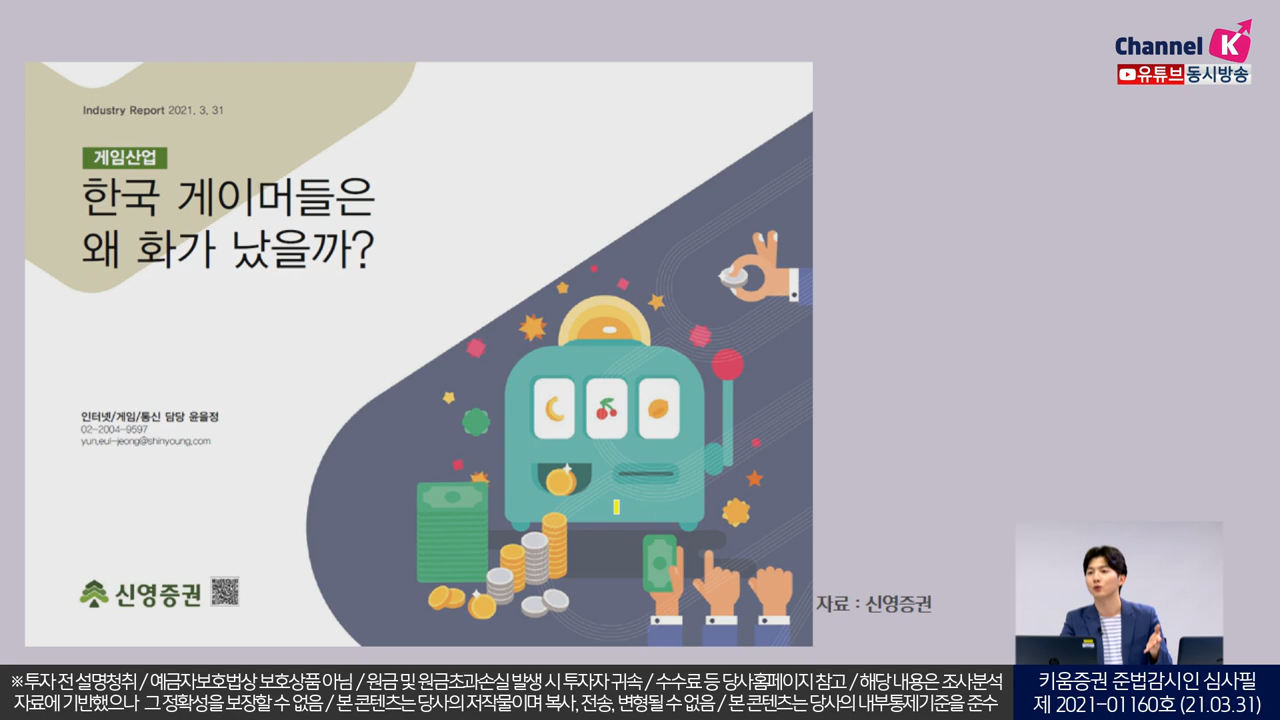 Channel K
유튜브동시방송
Industry Report 2021. 3. 31
게임산업
한국 게이머들은
왜 화가 났을까?
인터넷/게임/통신 담당 윤을정
02-2004-9597
yun.eul-jeong@shinyoung.com
신영증권
자료 : 신영증권
※투자 전 설명청취 / 예금자보호법상 보호상품 아님 / 원금 및 원금초과손실 발생 시 투자자 귀속 / 수수료 등 당사홈페이지 참고 / 해당 내용은 조사분석
자료에 기반했으나 그 정확성을 보장할 수 없음 / 본 콘텐츠는 당사의 저작물이며 복사, 전송, 변형될 수 없음 / 본 콘텐츠는 당사의 내부통제기준을 준수
키움증권 준법감시인 심사필
제 2021-01160호 (21.03.31)